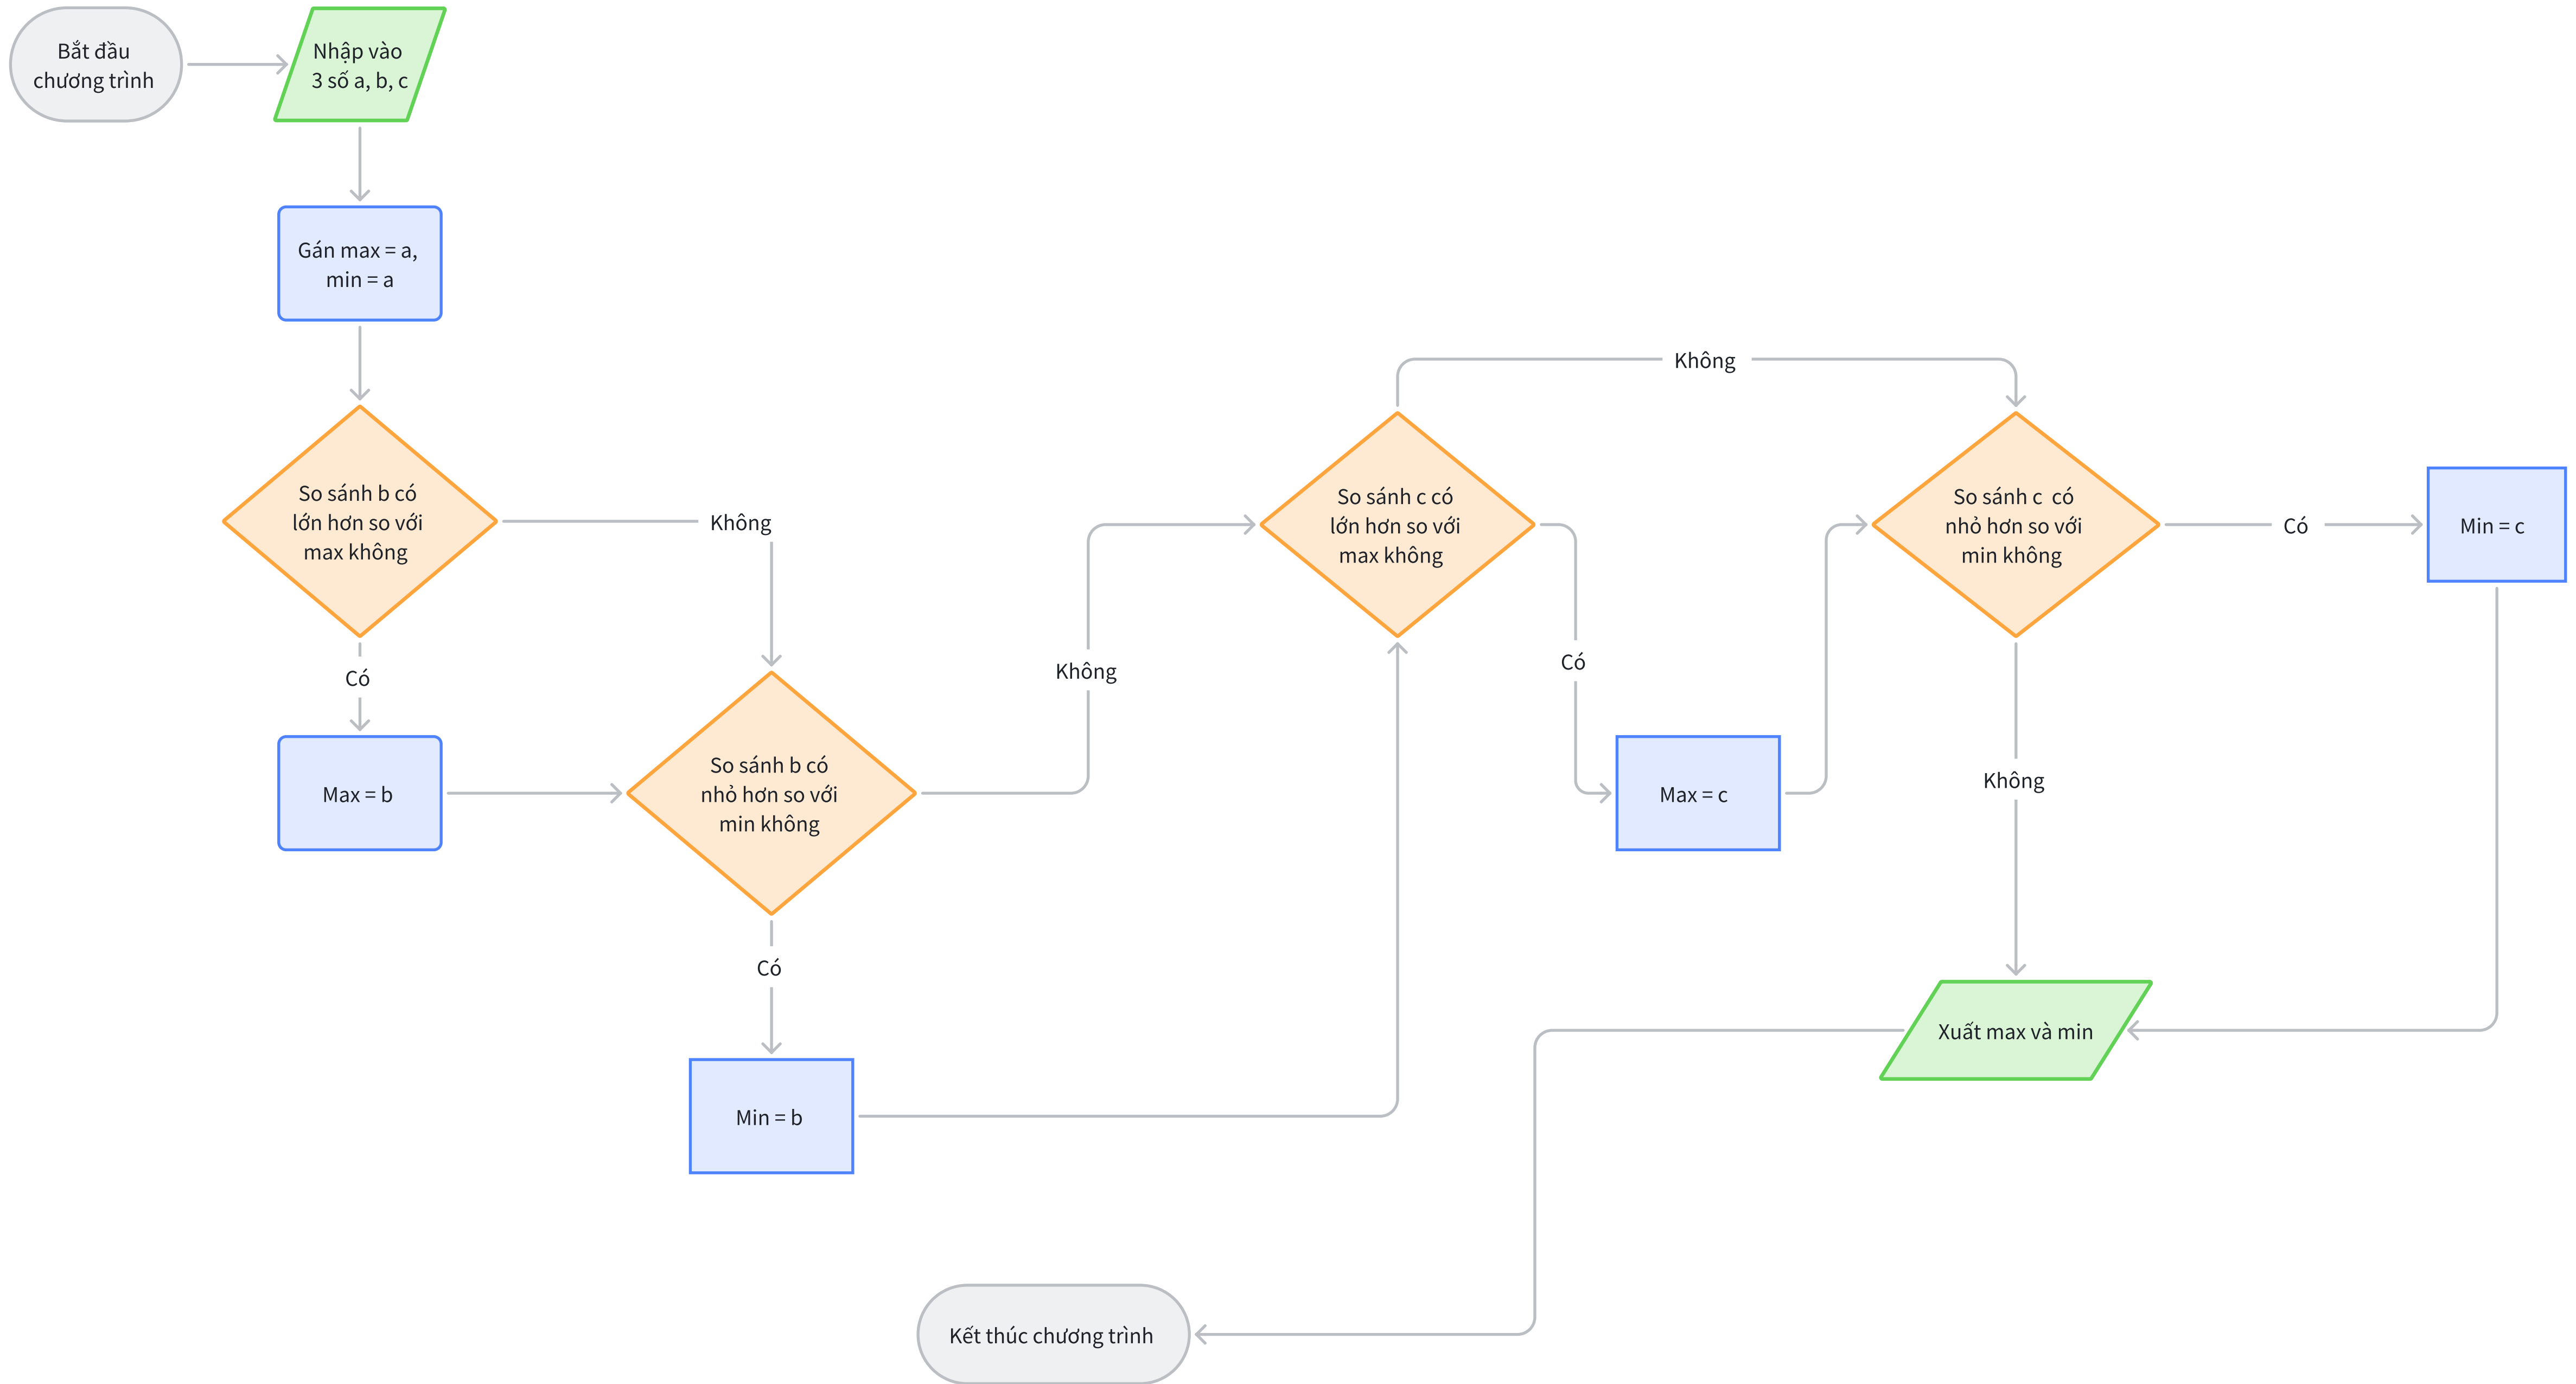 Bắt đầu
chương trình
Nhập vào
3 số a, b, c
Gán max = a,
min = a
So sánh b có
lớn hơn so với
max không
Không
Có
Max = b
So sánh b có
nhỏ hơn so với
min không
Không
Có
Min = b
So sánh c có
lớn hơn so với
max không
Không
Có
Max = c
So sánh c  có
nhỏ hơn so với
min không
Có
Min = c
Không
Xuất max và min
Kết thúc chương trình